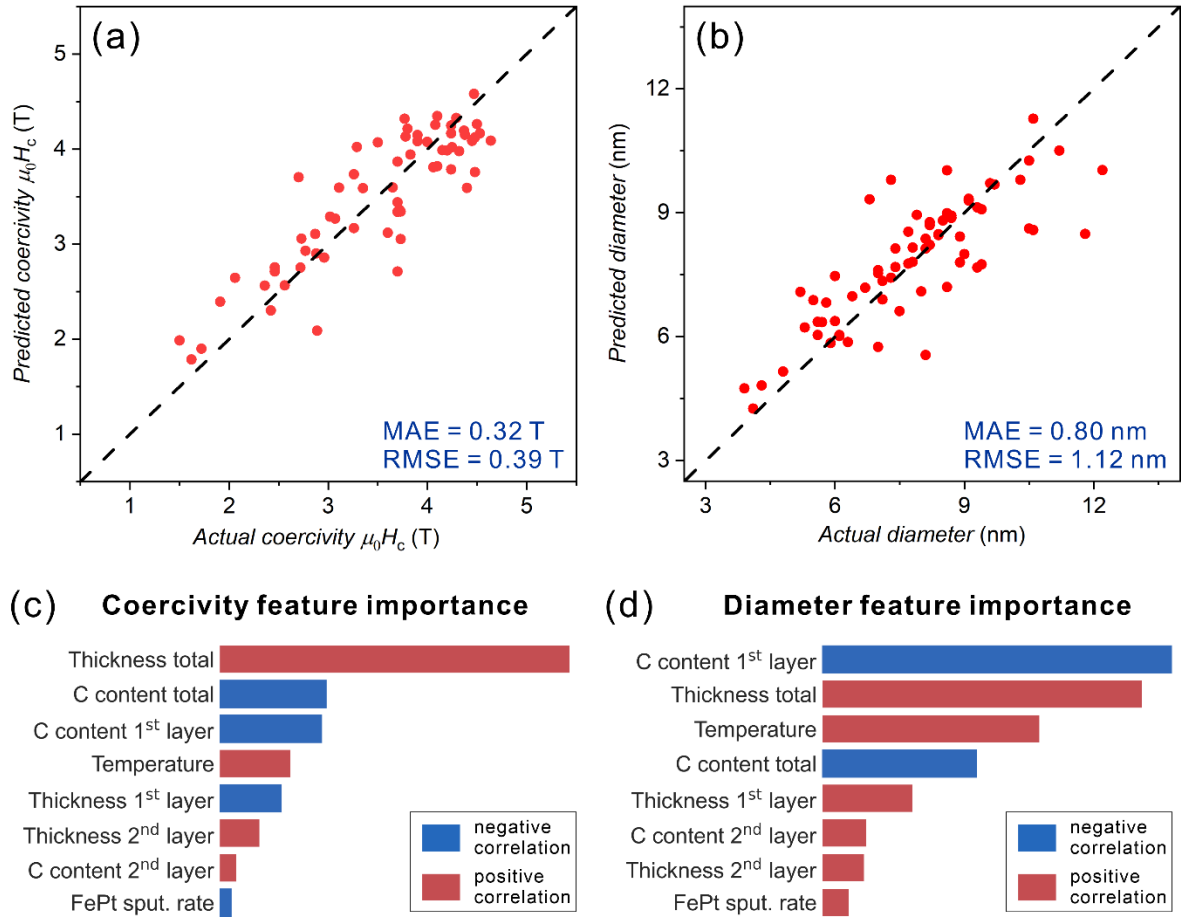 (a)
5
4
3
2
1
Predicted coercivity μ₀Hc (T)
MAE = 0.32 T
RMSE = 0.39 T
1 2 3 4 5
Actual coercivity μ₀Hc (T)
(b)
12
9
6
3
Predicted diameter (nm)
MAE = 0.80 nm
RMSE = 1.12 nm
3 6 9 12
Actual diameter (nm)
(c) Coercivity feature importance
Thickness total
C content total
C content 1st layer
Temperature
Thickness 1st layer
Thickness 2nd layer
C content 2nd layer
FePt sput. rate
negative
correlation
positive
correlation
(d) Diameter feature importance
C content 1st layer
Thickness total
Temperature
C content total
Thickness 1st layer
C content 2nd layer
Thickness 2nd layer
FePt sput. rate
negative
correlation
positive
correlation